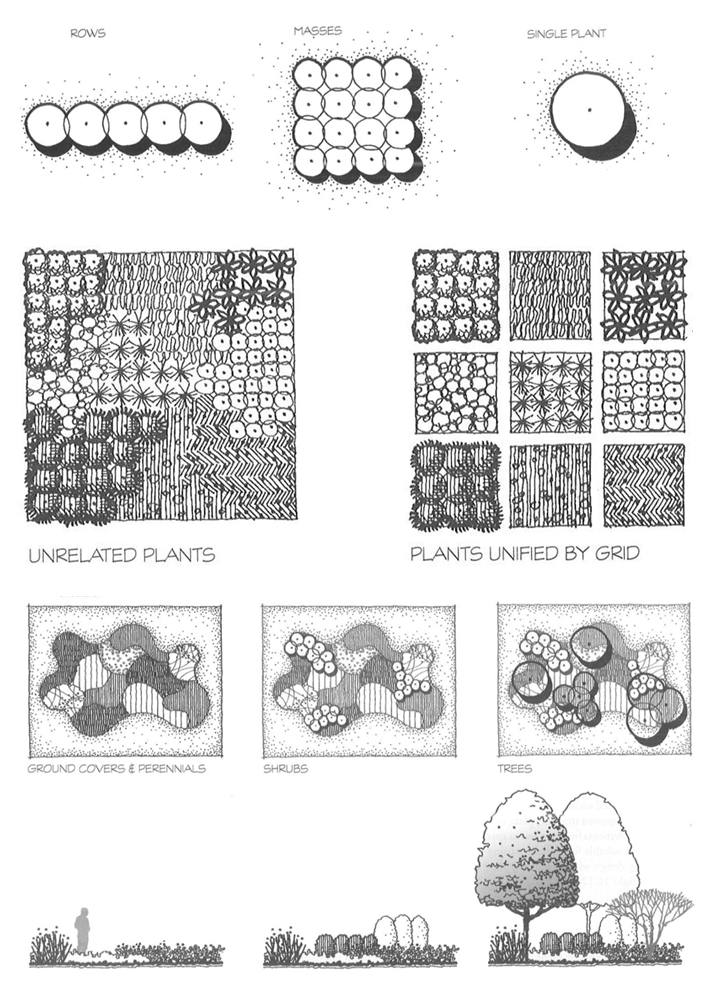 ROWS
MASSES
SINGLE PLANT
UNRELATED PLANTS
PLANTS UNIFIED BY GRID
GROUND COVERS & PERENNIALS
SHRUBS
TREES